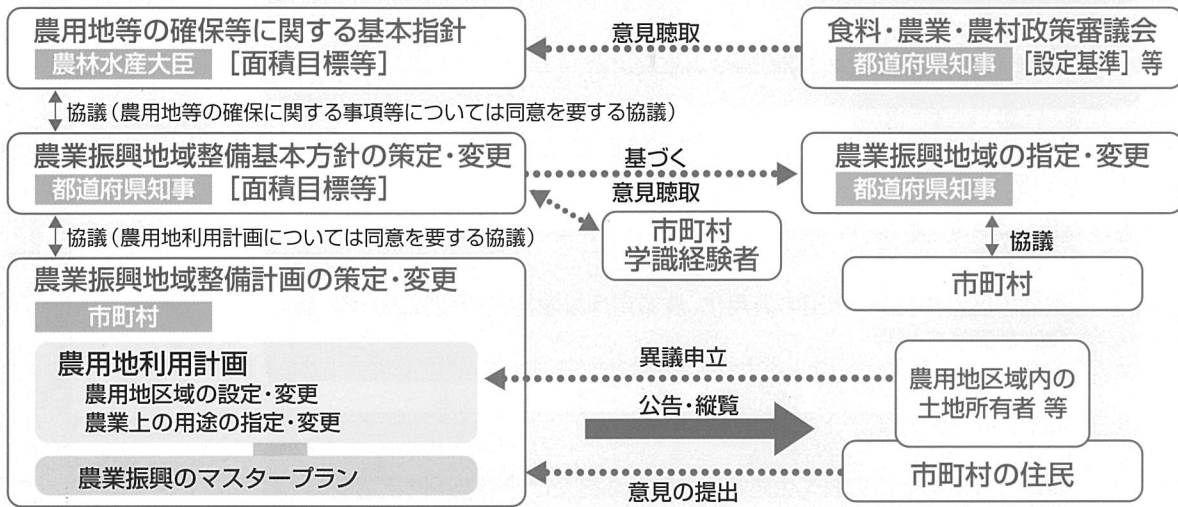 農用地等の確保等に関する基本指針
農林水産大臣 [面積目標等]
意見聴取
食料・農業・農村政策審議会
都道府県知事 [設定基準]等
協議(農用地等の確保に関する事項等については同意を要する協議)
農業振興地域整備基本方針の策定・変更
都道府県知事 [面積目標等]
基づく
意見聴取
農業振興地域の指定・変更
都道府県知事
市町村
学識経験者
協議
市町村
協議(農用地利用計画については同意を要する協議)
農業振興地域整備計画の策定・変更
市町村
農用地利用計画
農用地区域の設定・変更
農業上の用途の指定・変更
農業振興のマスタープラン
異議申立
公告・縦覧
意見の提出
農用地区域内の
土地所有者 等
市町村の住民